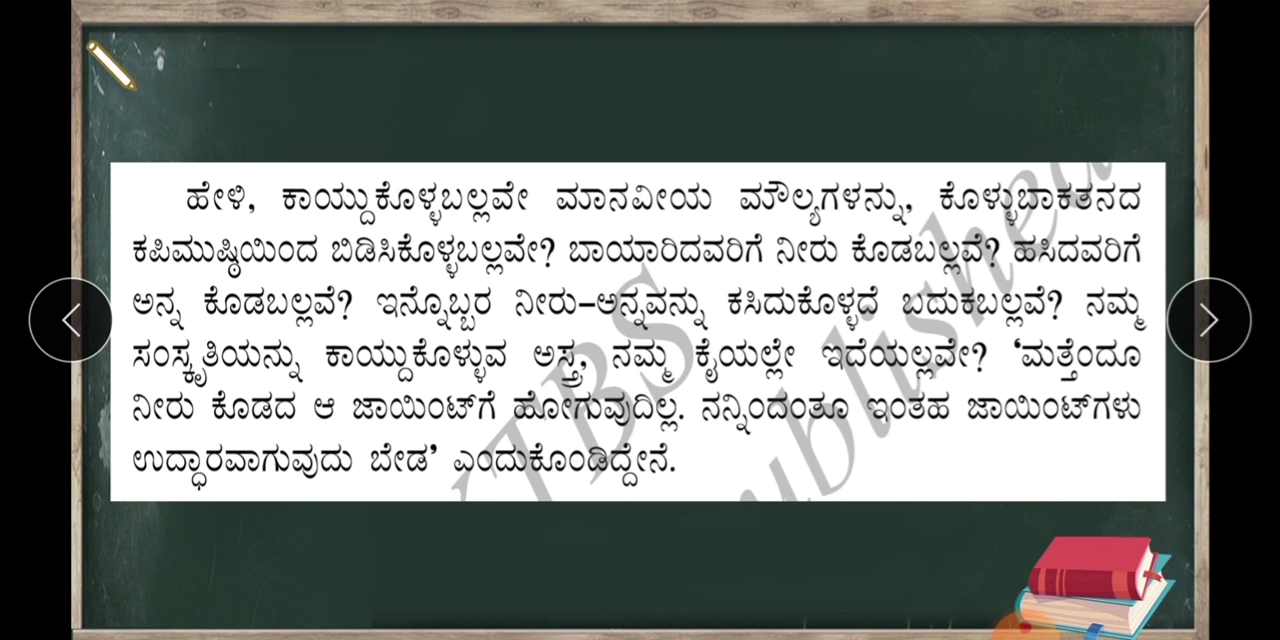 ಹೇಳಿ, ಕಾಯ್ದುಕೊಳ್ಳಬಲ್ಲವೇ ಮಾನವೀಯ ಮೌಲ್ಯಗಳನ್ನು, ಕೊಳ್ಳುಬಾಕತನದ
ಕಪಿಮುಷ್ಠಿಯಿಂದ ಬಿಡಿಸಿಕೊಳ್ಳಬಲ್ಲವೇ? ಬಾಯಾರಿದವರಿಗೆ ನೀರು ಕೊಡಬಲ್ಲವೆ? ಹಸಿದವರಿಗೆ
ಅನ್ನ ಕೊಡಬಲ್ಲವೆ? ಇನ್ನೊಬ್ಬರ ನೀರು–ಅನ್ನವನ್ನು ಕಸಿದುಕೊಳ್ಳದೆ ಬದುಕಬಲ್ಲವೆ? ನಮ್ಮ
ಸಂಸ್ಕೃತಿಯನ್ನು ಕಾಯ್ದುಕೊಳ್ಳುವ ಅಸ್ತ್ರ, ನಮ್ಮ ಕೈಯಲ್ಲೇ ಇದೆಯಲ್ಲವೇ? ‘ಮತ್ತೆಂದೂ
ನೀರು ಕೊಡದ ಆ ಜಾಯಿಂಟ್‌ಗೆ ಹೋಗುವುದಿಲ್ಲ. ನನ್ನಿಂದಂತೂ ಇಂತಹ ಜಾಯಿಂಟ್‌ಗಳು
ಉದ್ಧಾರವಾಗುವುದು ಬೇಡ’ ಎಂದುಕೊಂಡಿದ್ದೇನೆ.
KTBS
ublished